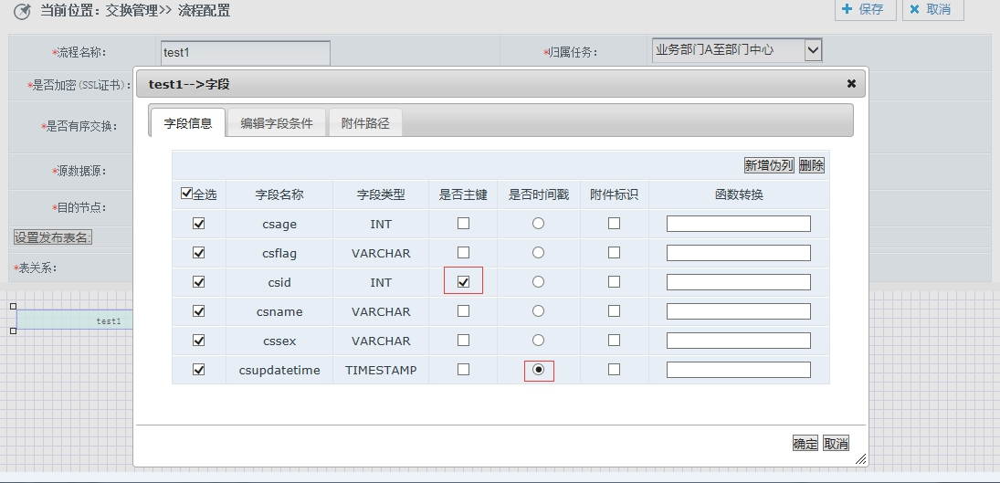 当前位置：交换管理>> 流程配置
保存
取消
*流程名称：
test1
*归属任务：
业务部门A至部门中心
*是否加密(SSL证书)：
*是否有序交换：
*源数据源：
*目的节点：
设置发布表名:
*表关系：
test1
test1-->字段
字段信息
编辑字段条件
附件路径
新增伪列 删除
全选 字段名称 字段类型 是否主键 是否时间戳 附件标识 函数转换
csage INT
csflag VARCHAR
csid INT
csname VARCHAR
cssex VARCHAR
csupdatetime TIMESTAMP
确定 取消